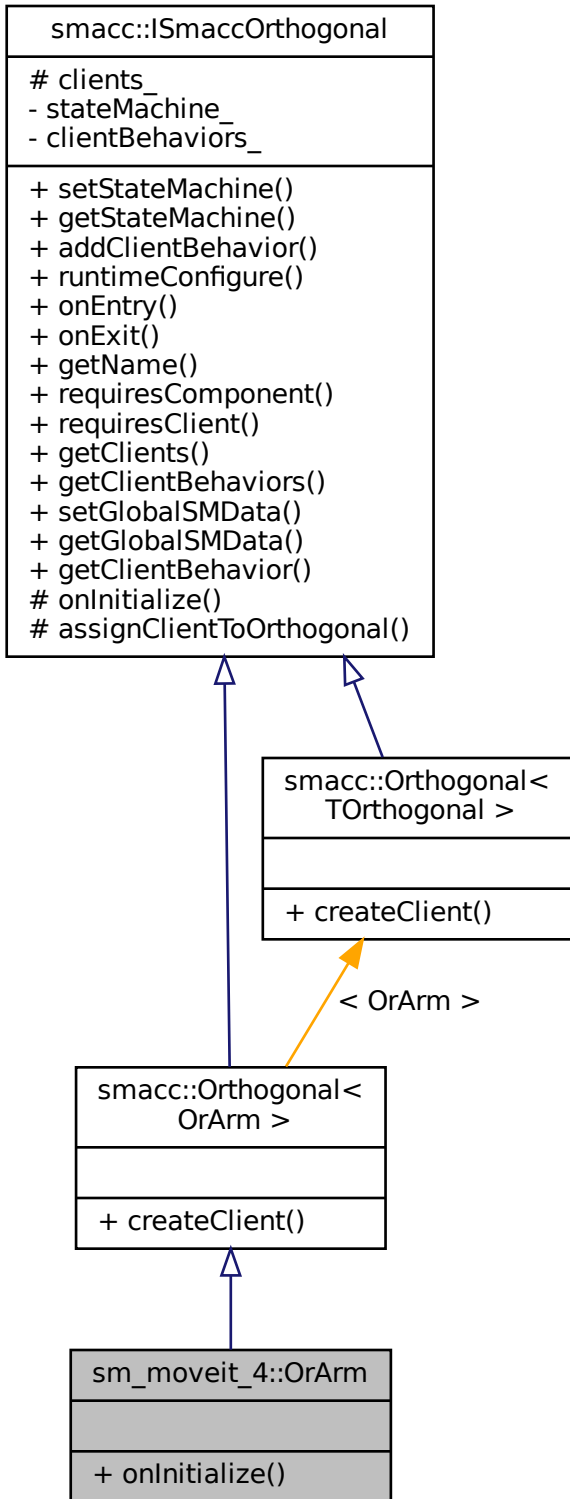 smacc::ISmaccOrthogonal
# clients_
- stateMachine_
- clientBehaviors_
+ setStateMachine()
+ getStateMachine()
+ addClientBehavior()
+ runtimeConfigure()
+ onEntry()
+ onExit()
+ getName()
+ requiresComponent()
+ requiresClient()
+ getClients()
+ getClientBehaviors()
+ setGlobalSMData()
+ getGlobalSMData()
+ getClientBehavior()
# onInitialize()
# assignClientToOrthogonal()
smacc::Orthogonal<
TOrthogonal >
+ createClient()
< OrArm >
smacc::Orthogonal<
OrArm >
+ createClient()
sm_moveit_4::OrArm
+ onInitialize()